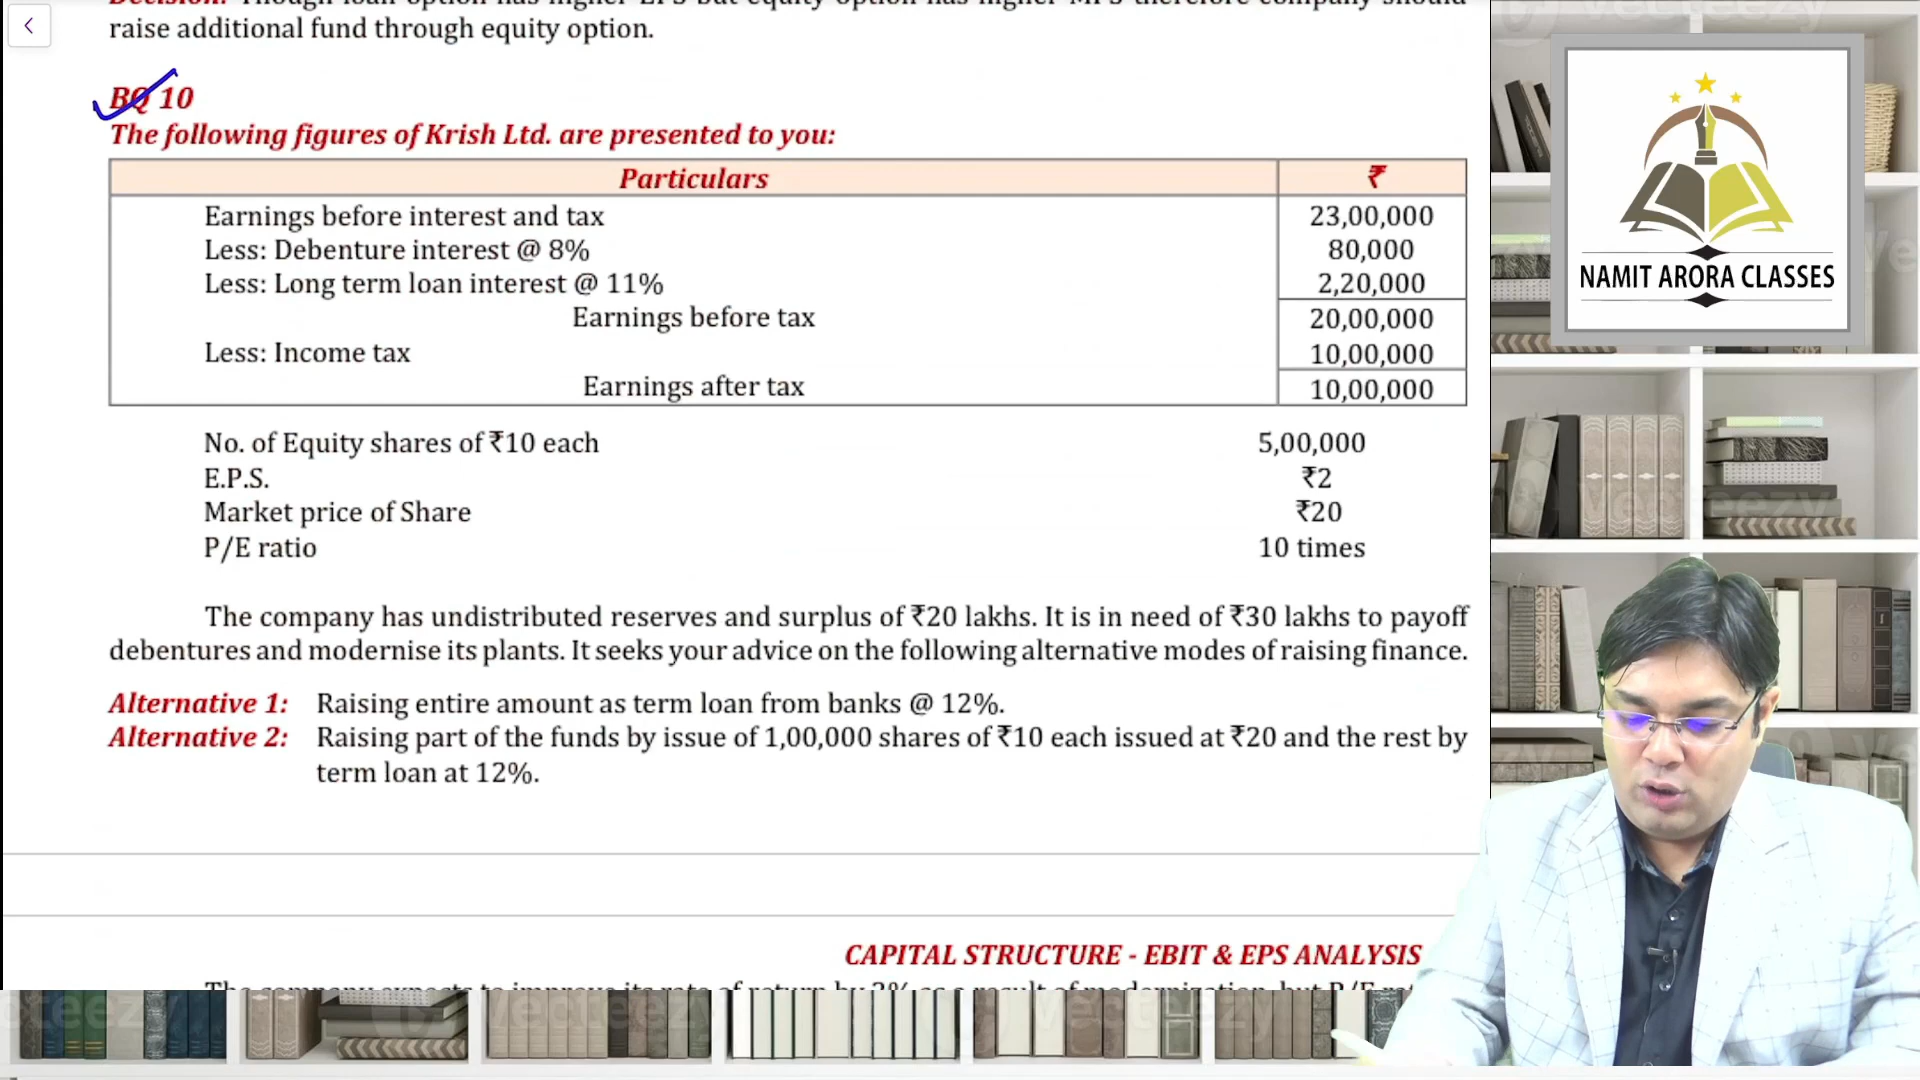 raise additional fund through equity option.
BQ 10
The following figures of Krish Ltd. are presented to you:
Particulars ₹
Earnings before interest and tax 23,00,000
Less: Debenture interest @ 8% 80,000
Less: Long term loan interest @ 11% 2,20,000
Earnings before tax 20,00,000
Less: Income tax 10,00,000
Earnings after tax 10,00,000
No. of Equity shares of ₹10 each 5,00,000
E.P.S. ₹2
Market price of Share ₹20
P/E ratio 10 times
The company has undistributed reserves and surplus of ₹20 lakhs. It is in need of ₹30 lakhs to payoff
debentures and modernise its plants. It seeks your advice on the following alternative modes of raising finance.
Alternative 1: Raising entire amount as term loan from banks @ 12%.
Alternative 2: Raising part of the funds by issue of 1,00,000 shares of ₹10 each issued at ₹20 and the rest by
term loan at 12%.
CAPITAL STRUCTURE - EBIT & EPS ANALYSIS
NAMIT ARORA CLASSES